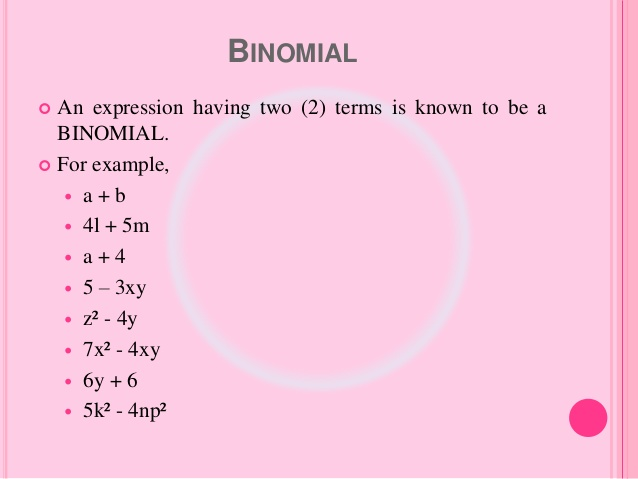 BINOMIAL
An expression having two (2) terms is known to be a
BINOMIAL.
For example,
a + b
4l + 5m
a + 4
5 – 3xy
z² - 4y
7x² - 4xy
6y + 6
5k² - 4np²